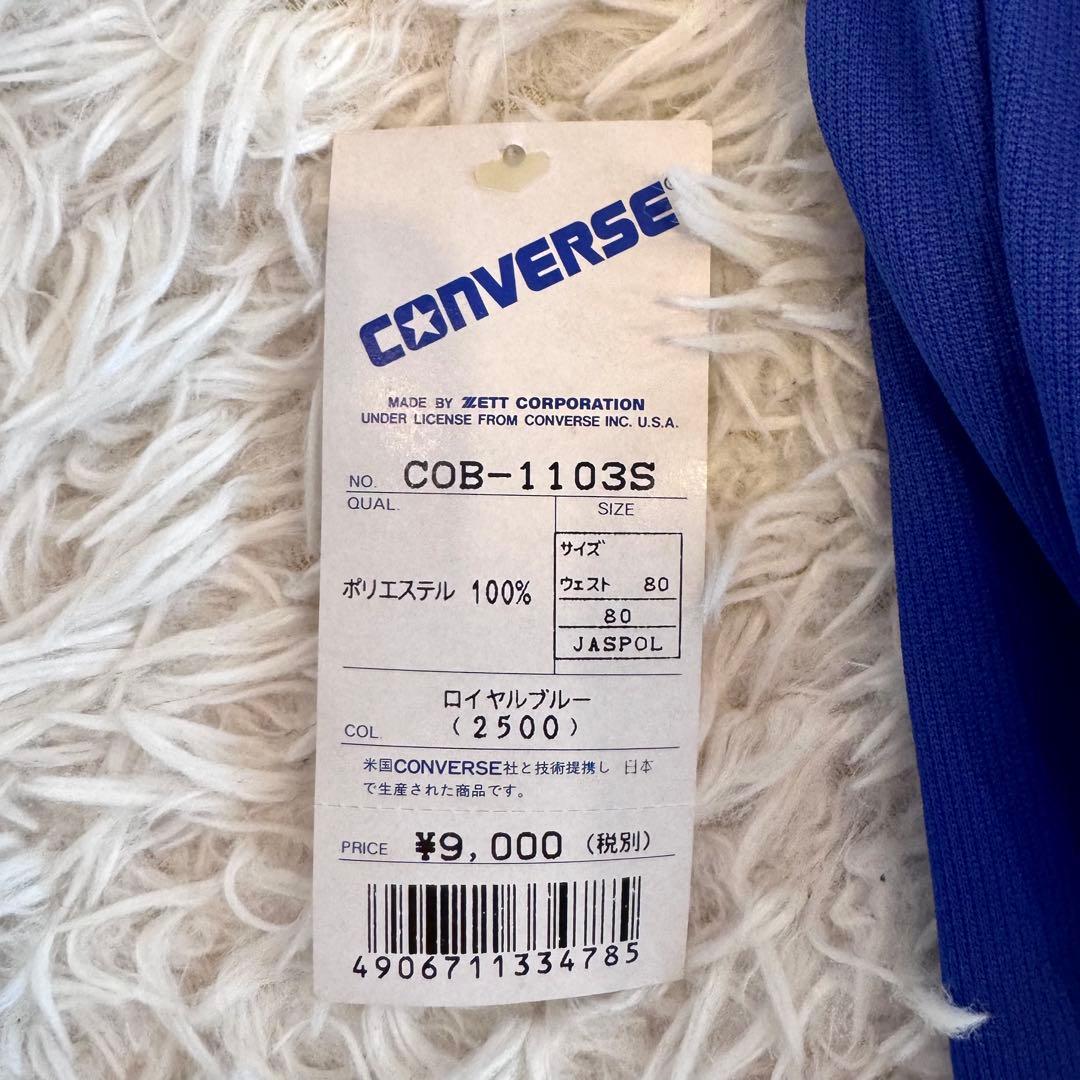 CONVERSE®
MADE BY ZETT CORPORATION
UNDER LICENSE FROM CONVERSE INC. U.S.A.
NO. COB-1103S
QUAL. SIZE
サイズ
ポリエステル 100% ウェスト 80
80
JASPOL
ロイヤルブルー
COL. (2500)
米国CONVERSE社と技術提携し 日本
で生産された商品です。
PRICE ¥9,000 (税別)
4906711334785